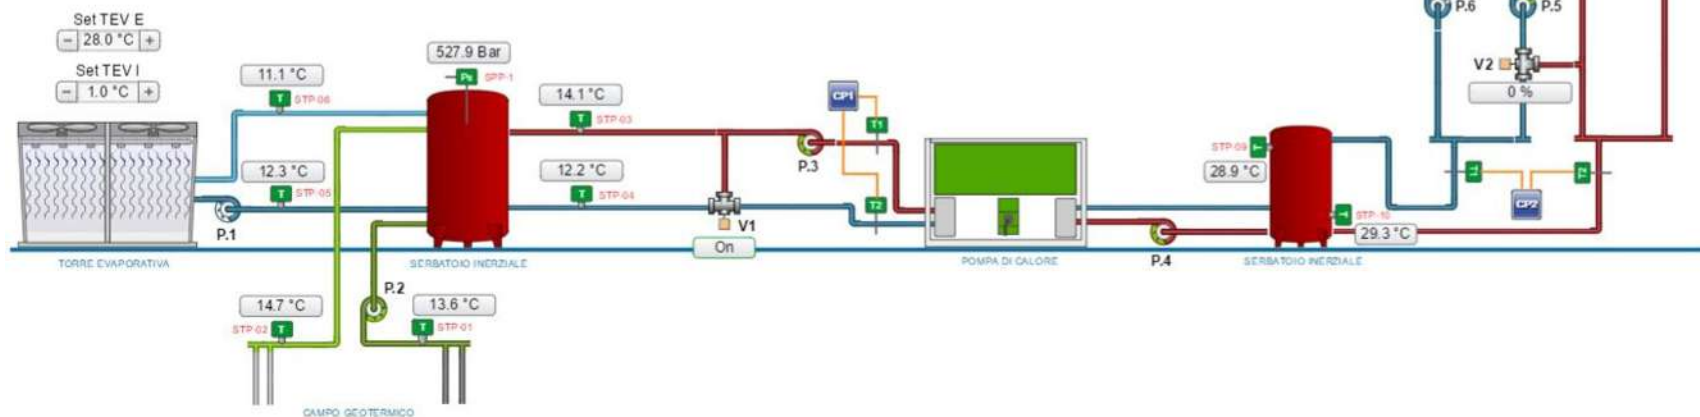 Set TEV E
− 28.0 °C +
Set TEV I
− 1.0 °C +
11.1 °C
T STP-06
12.3 °C
T STP-05
P.1
TORRE EVAPORATIVA
527.9 Bar
Ps SPP-1
SERBATOIO INERZIALE
14.7 °C
STP-02 T
P.2
13.6 °C
T STP-01
CAMPO GEOTERMICO
14.1 °C
T STP-03
12.2 °C
T STP-04
V1
On
P.3
CP1
T1
T2
POMPA DI CALORE
P.4
STP-09 T
28.9 °C
T STP-10
29.3 °C
SERBATOIO INERZIALE
P.6
P.5
V2
0 %
T1
T2
CP2